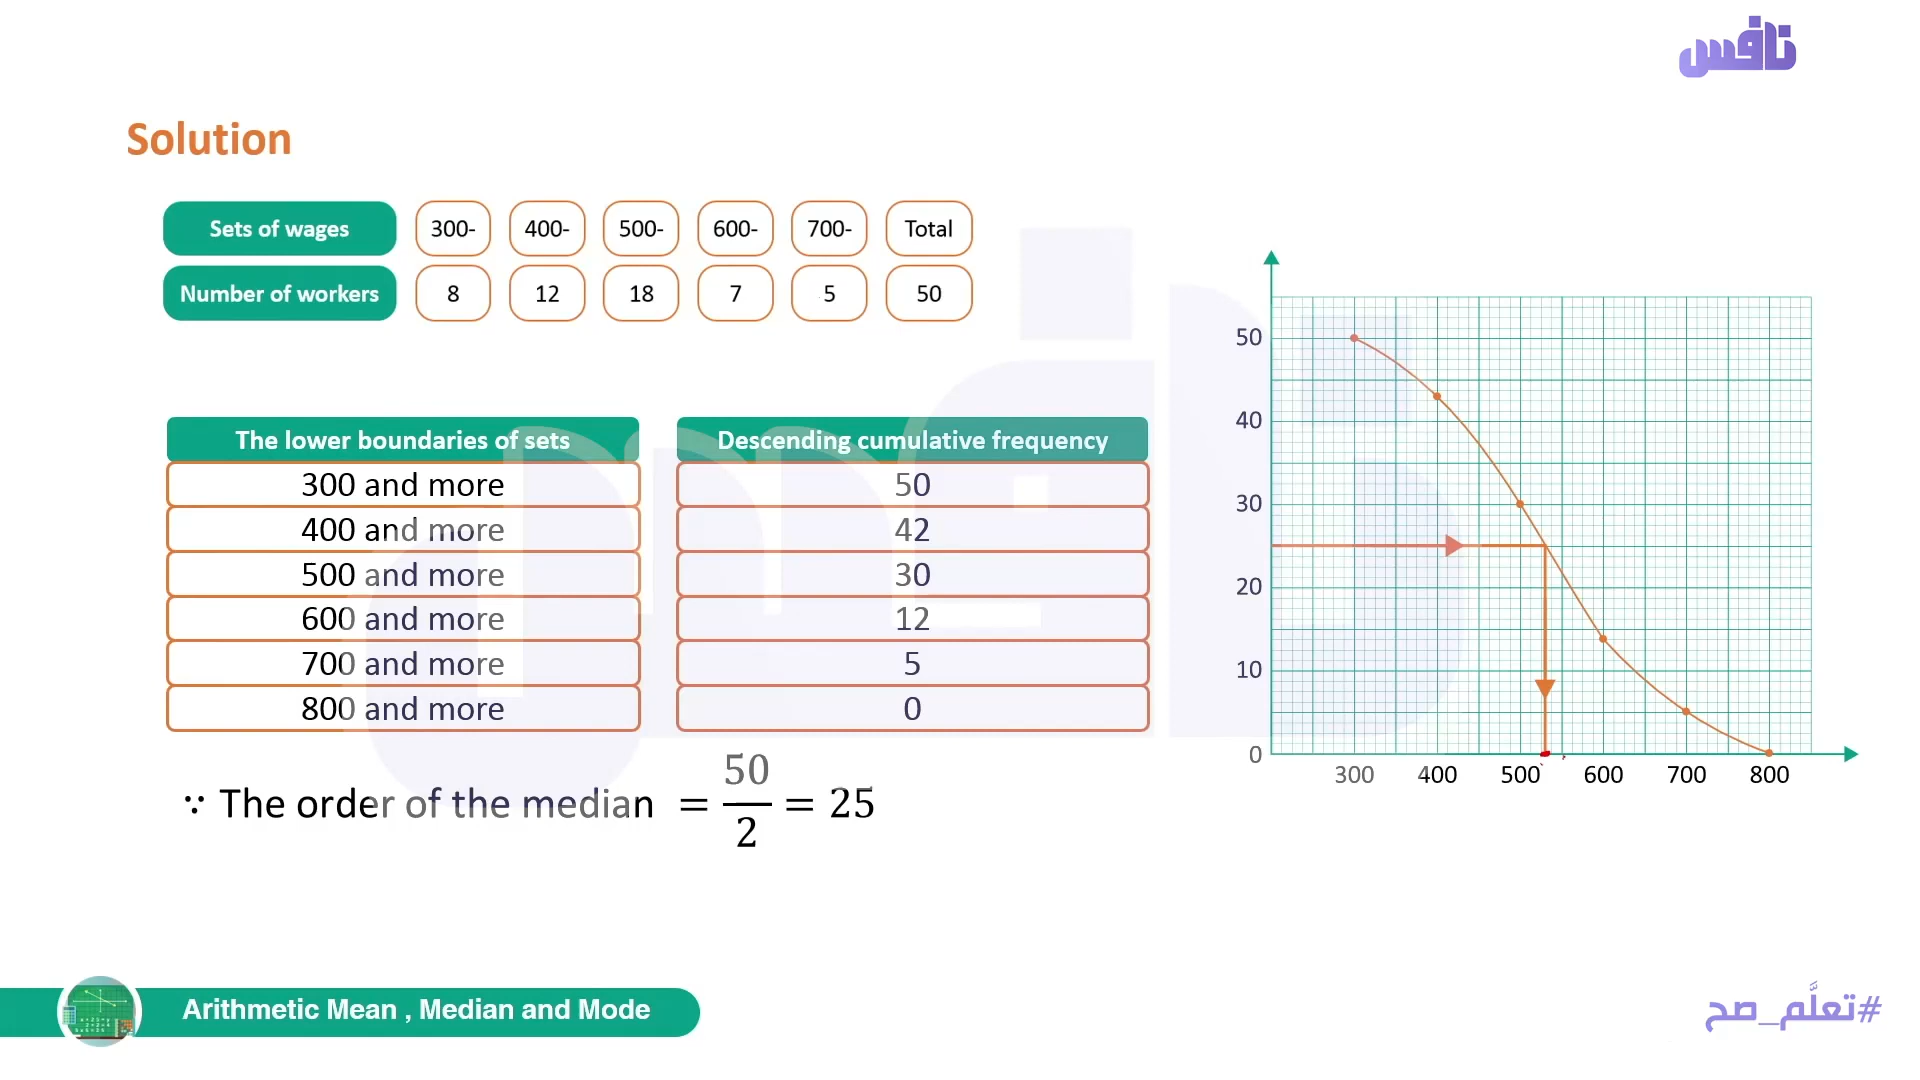 نافس
Solution
Sets of wages 300- 400- 500- 600- 700- Total
Number of workers 8 12 18 7 5 50
The lower boundaries of sets Descending cumulative frequency
300 and more 50
400 and more 42
500 and more 30
600 and more 12
700 and more 5
800 and more 0
∵ The order of the median = 50/2 = 25
50
40
30
20
10
0
300 400 500 600 700 800
Arithmetic Mean , Median and Mode
#تعلَّم_صح